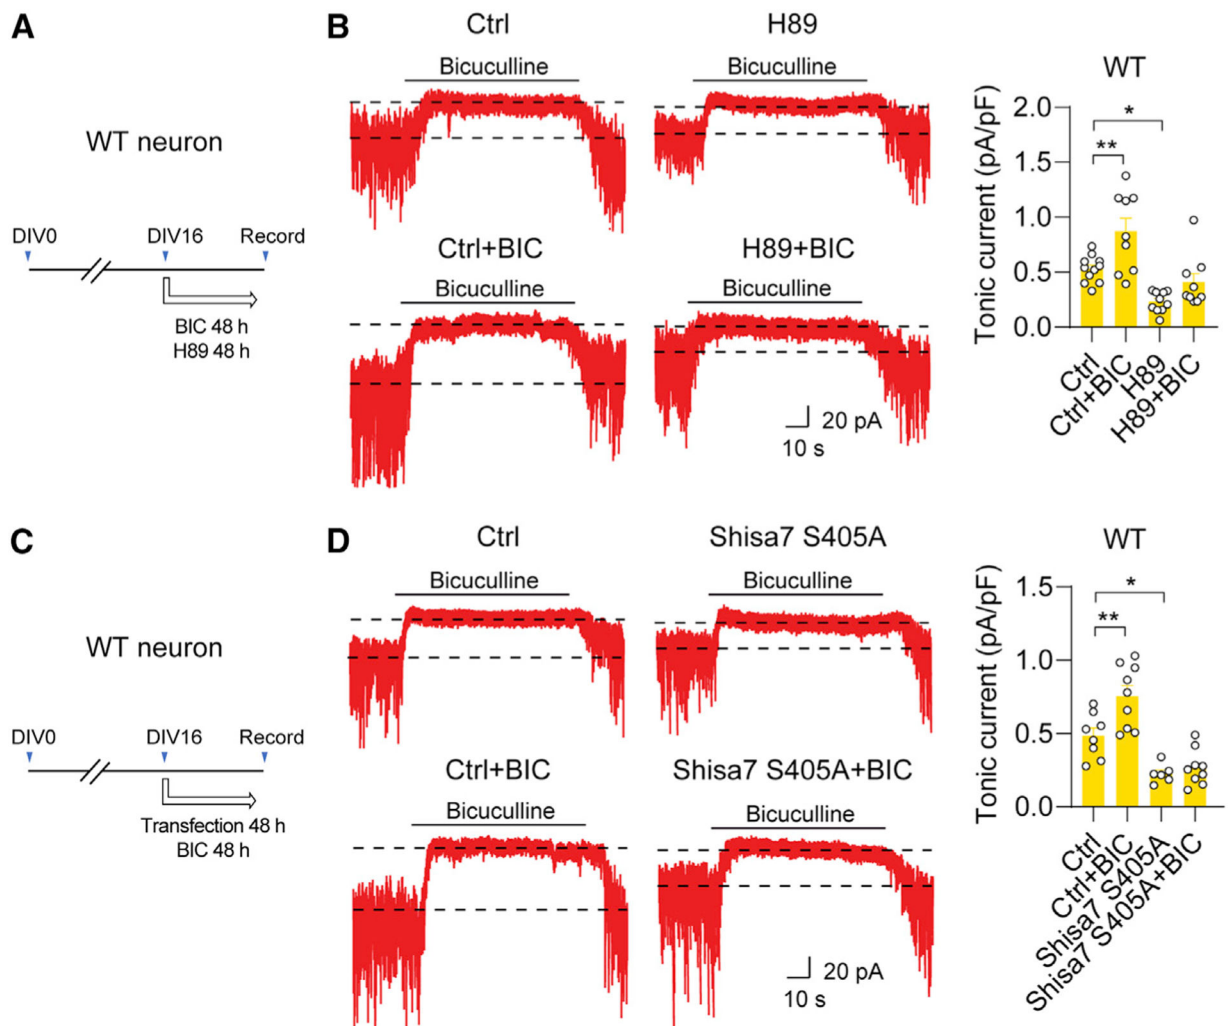 A
WT neuron
DIV0 DIV16 Record
BIC 48 h
H89 48 h
B
Ctrl
Bicuculline
H89
Bicuculline
Ctrl+BIC
Bicuculline
H89+BIC
Bicuculline
20 pA
10 s
WT
Tonic current (pA/pF)
2.0
1.5
1.0
0.5
0.0
*
**
Ctrl
Ctrl+BIC
H89
H89+BIC
C
WT neuron
DIV0 DIV16 Record
Transfection 48 h
BIC 48 h
D
Ctrl
Bicuculline
Shisa7 S405A
Bicuculline
Ctrl+BIC
Bicuculline
Shisa7 S405A+BIC
Bicuculline
20 pA
10 s
WT
Tonic current (pA/pF)
1.5
1.0
0.5
0.0
*
**
Ctrl
Ctrl+BIC
Shisa7 S405A
Shisa7 S405A+BIC